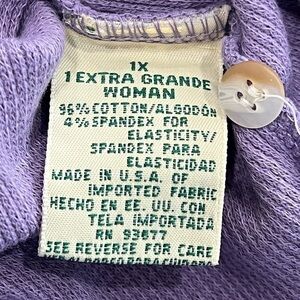 1X
1 EXTRA GRANDE
WOMAN
96% COTTON/ALGODON
4% SPANDEX FOR
ELASTICITY/
SPANDEX PARA
ELASTICIDAD
MADE IN U.S.A. OF
IMPORTED FABRIC
HECHO EN EE. UU. CON
TELA IMPORTADA
RN 93677
SEE REVERSE FOR CARE